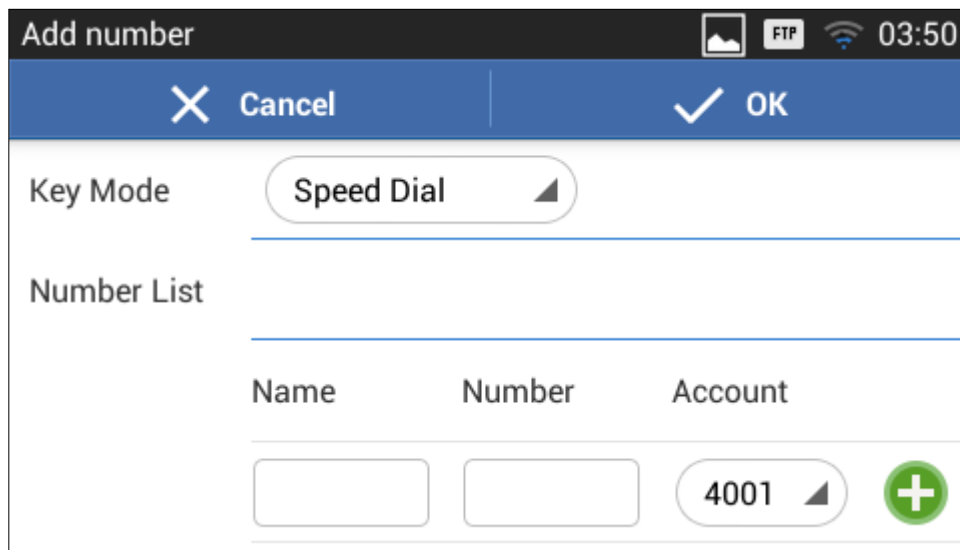 Add number FTP 03:50
Cancel OK
Key Mode Speed Dial
Number List
Name Number Account
4001